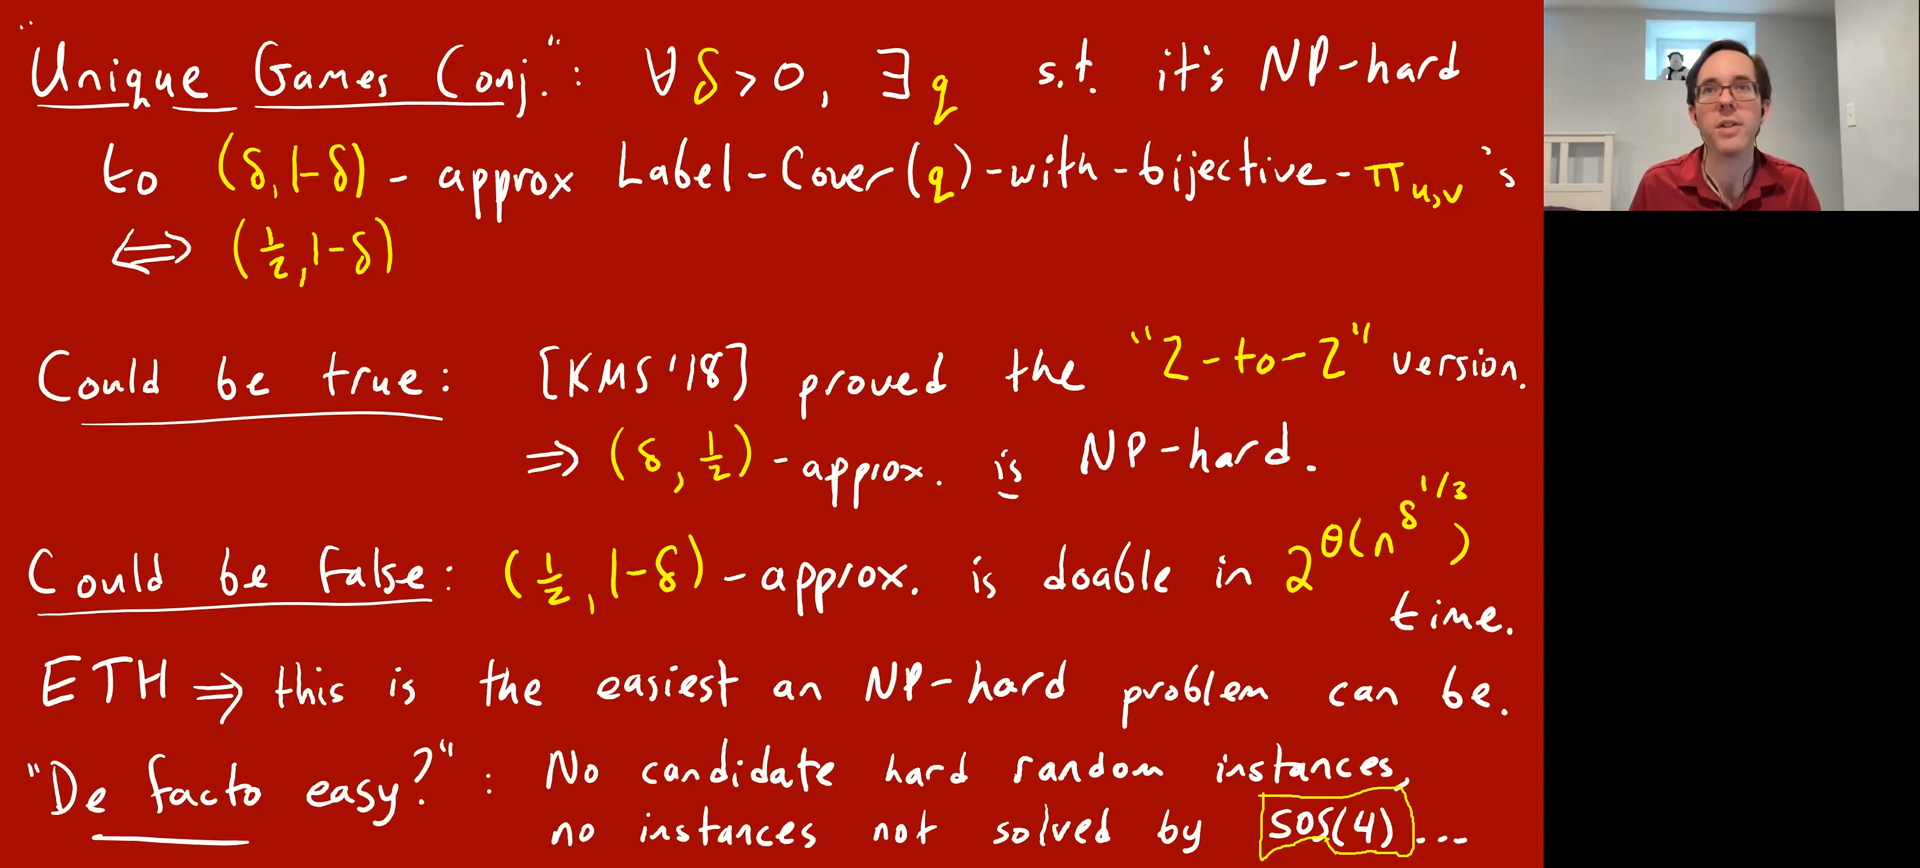 "Unique Games Conj.": ∀δ>0, ∃q s.t. it's NP-hard
to (δ,1-δ)-approx Label-Cover(q)-with-bijective-π_{u,v}'s
⟺ (1/2,1-δ)
Could be true: [KMS'18] proved the "2-to-2" version.
⇒ (δ,1/2)-approx. is NP-hard.
Could be false: (1/2,1-δ)-approx. is doable in 2^{θ(n^{δ^{1/3}})}
time.
ETH ⇒ this is the easiest an NP-hard problem can be.
"De facto easy?": No candidate hard random instances,
no instances not solved by SOS(4)...